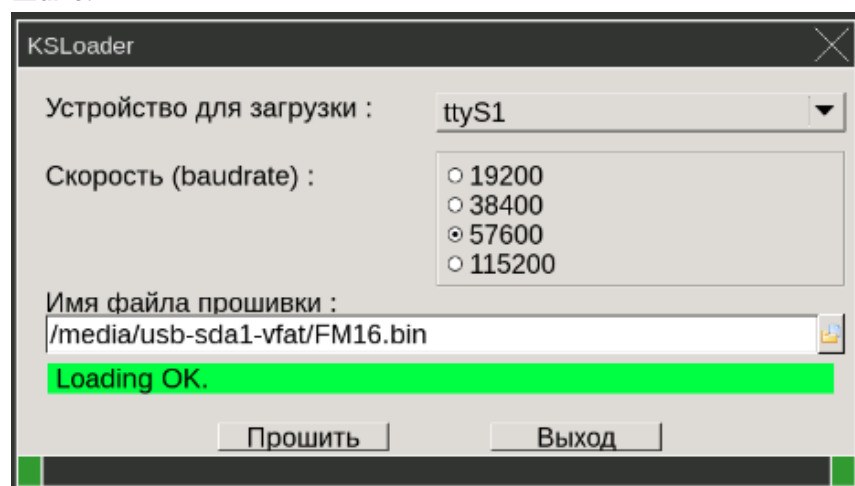 KSLoader
Устройство для загрузки : ttyS1
Скорость (baudrate) : 19200
38400
57600
115200
Имя файла прошивки :
/media/usb-sda1-vfat/FM16.bin
Loading OK.
Прошить Выход